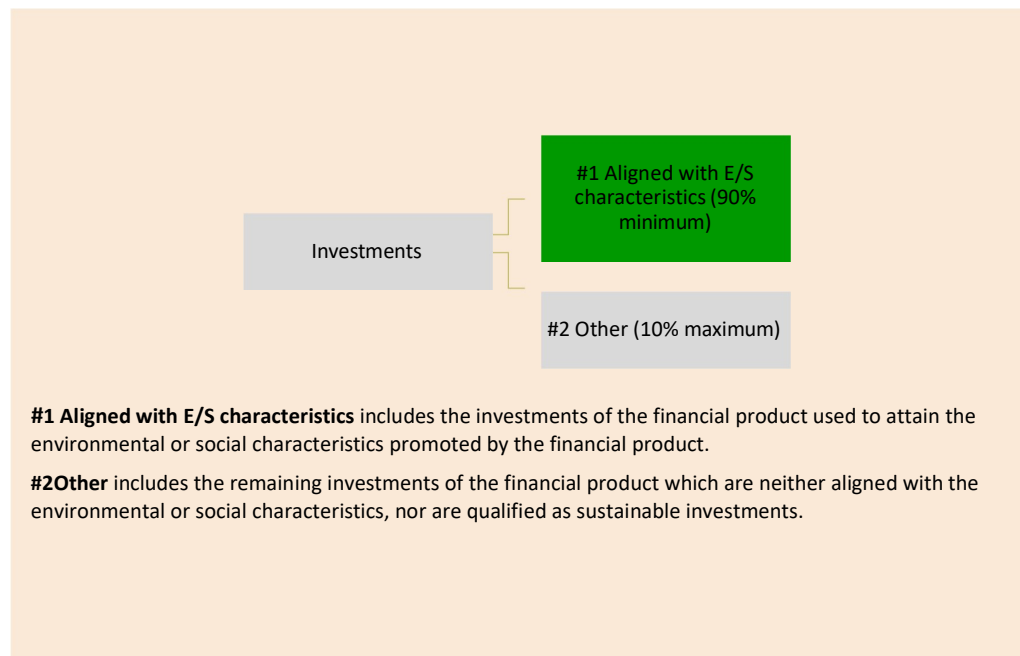 #1 Aligned with E/S
characteristics (90%
minimum)
Investments
#2 Other (10% maximum)
#1 Aligned with E/S characteristics includes the investments of the financial product used to attain the
environmental or social characteristics promoted by the financial product.
#2Other includes the remaining investments of the financial product which are neither aligned with the
environmental or social characteristics, nor are qualified as sustainable investments.